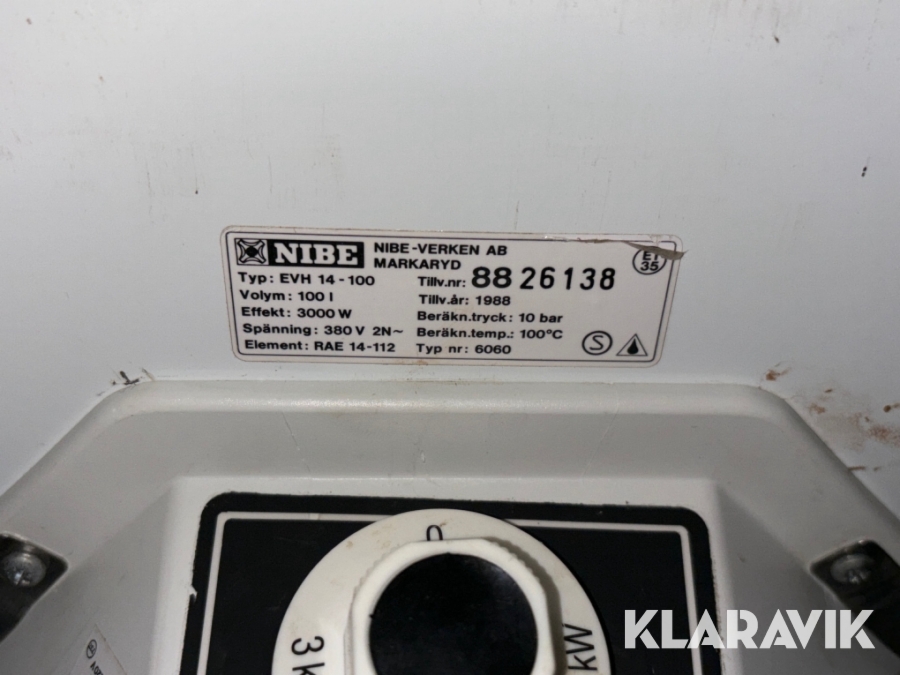 NIBE
NIBE-VERKEN AB
MARKARYD
ET
35
Typ: EVH 14-100
Tillv.nr: 88 26138
Volym: 100 l
Tillv.år: 1988
Effekt: 3000 W
Beräkn.tryck: 10 bar
Spänning: 380 V 2N~
Beräkn.temp.: 100°C
Element: RAE 14-112
Typ nr: 6060
S
0
3 K
kW
KLARAVIK